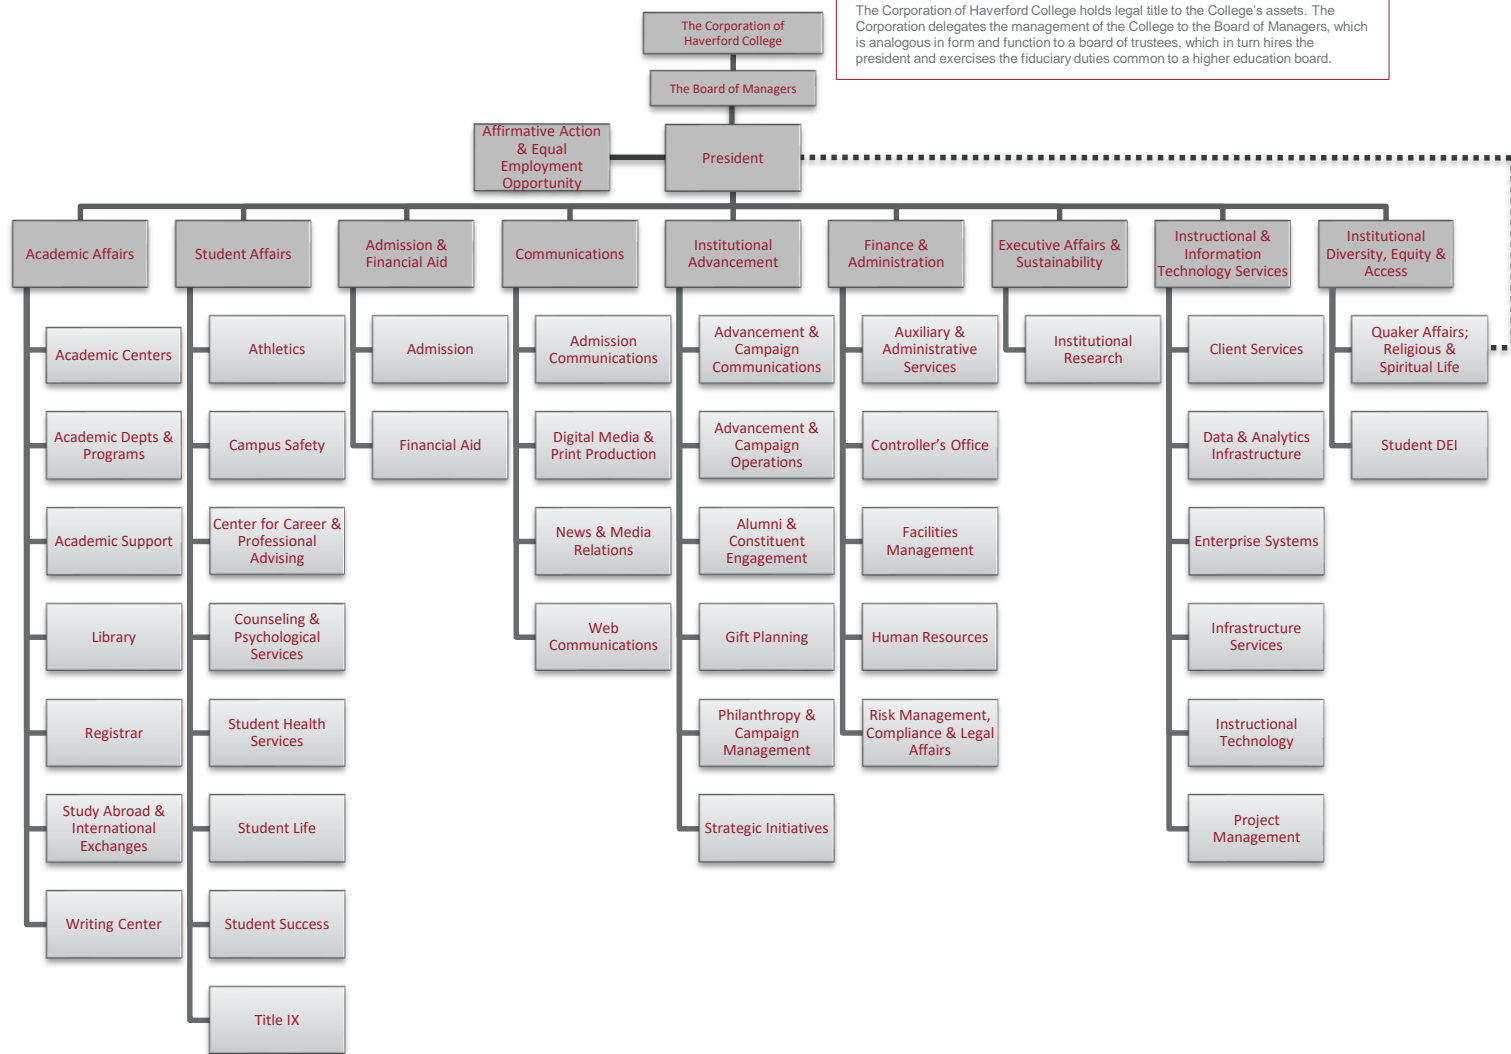 The Corporation of Haverford College holds legal title to the College's assets. The
Corporation delegates the management of the College to the Board of Managers, which
is analogous in form and function to a board of trustees, which in turn hires the
president and exercises the fiduciary duties common to a higher education board.
The Corporation of
Haverford College
The Board of Managers
Affirmative Action
& Equal
Employment
Opportunity
President
Academic Affairs
Student Affairs
Admission &
Financial Aid
Communications
Institutional
Advancement
Finance &
Administration
Executive Affairs &
Sustainability
Instructional &
Information
Technology Services
Institutional
Diversity, Equity &
Access
Academic Centers
Academic Depts &
Programs
Academic Support
Library
Registrar
Study Abroad &
International
Exchanges
Writing Center
Athletics
Campus Safety
Center for Career &
Professional
Advising
Counseling &
Psychological
Services
Student Health
Services
Student Life
Student Success
Title IX
Admission
Financial Aid
Admission
Communications
Digital Media &
Print Production
News & Media
Relations
Web
Communications
Advancement &
Campaign
Communications
Advancement &
Campaign
Operations
Alumni &
Constituent
Engagement
Gift Planning
Philanthropy &
Campaign
Management
Strategic Initiatives
Auxiliary &
Administrative
Services
Controller's Office
Facilities
Management
Human Resources
Risk Management,
Compliance & Legal
Affairs
Institutional
Research
Client Services
Data & Analytics
Infrastructure
Enterprise Systems
Infrastructure
Services
Instructional
Technology
Project
Management
Quaker Affairs;
Religious &
Spiritual Life
Student DEI